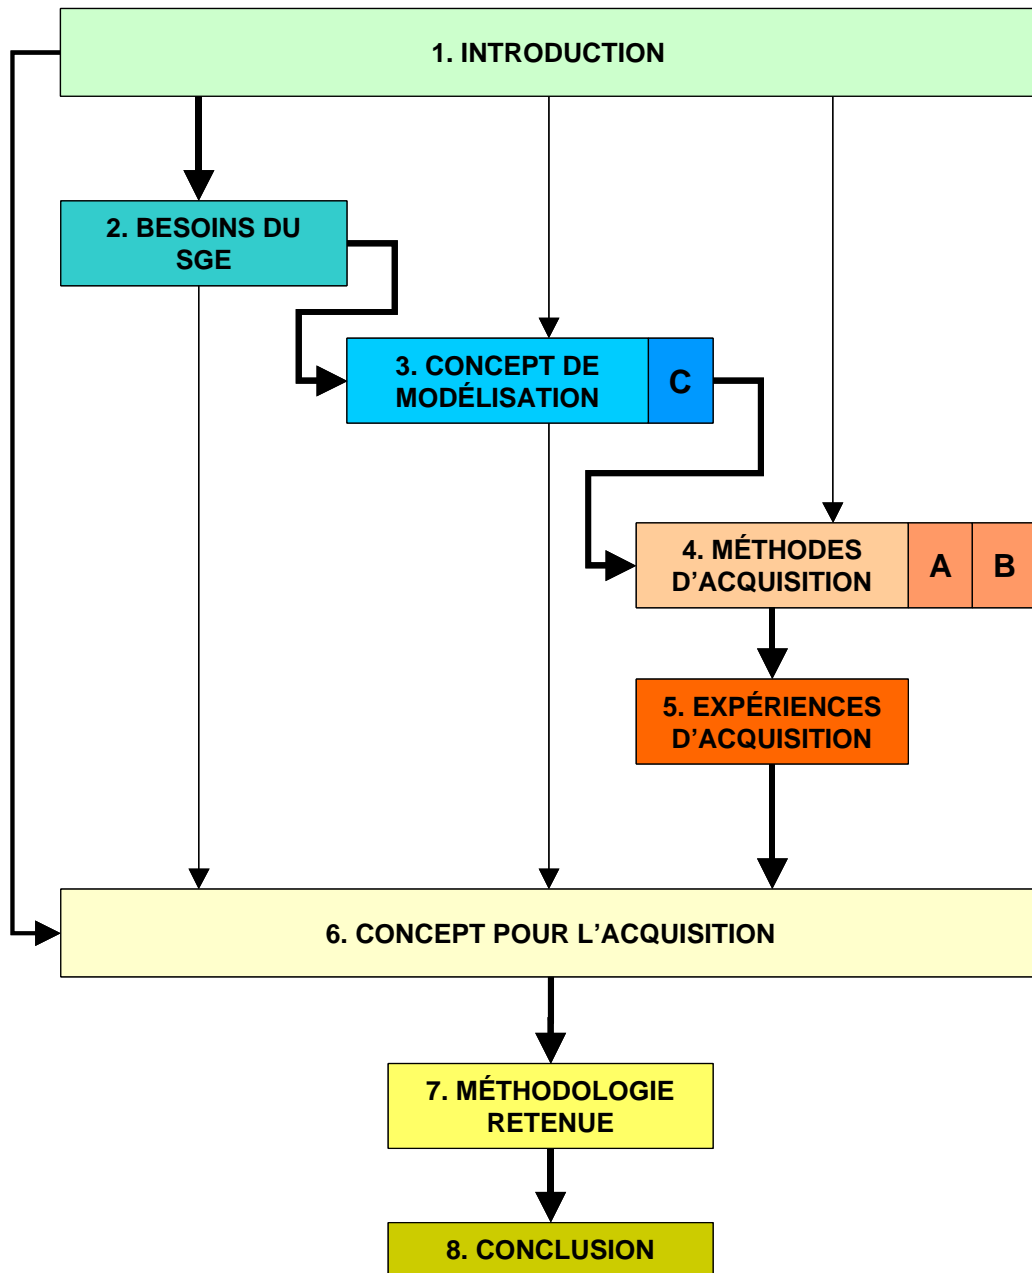 1. INTRODUCTION
2. BESOINS DU
SGE
3. CONCEPT DE
MODÉLISATION
C
4. MÉTHODES
D’ACQUISITION
A
B
5. EXPÉRIENCES
D’ACQUISITION
6. CONCEPT POUR L’ACQUISITION
7. MÉTHODOLOGIE
RETENUE
8. CONCLUSION